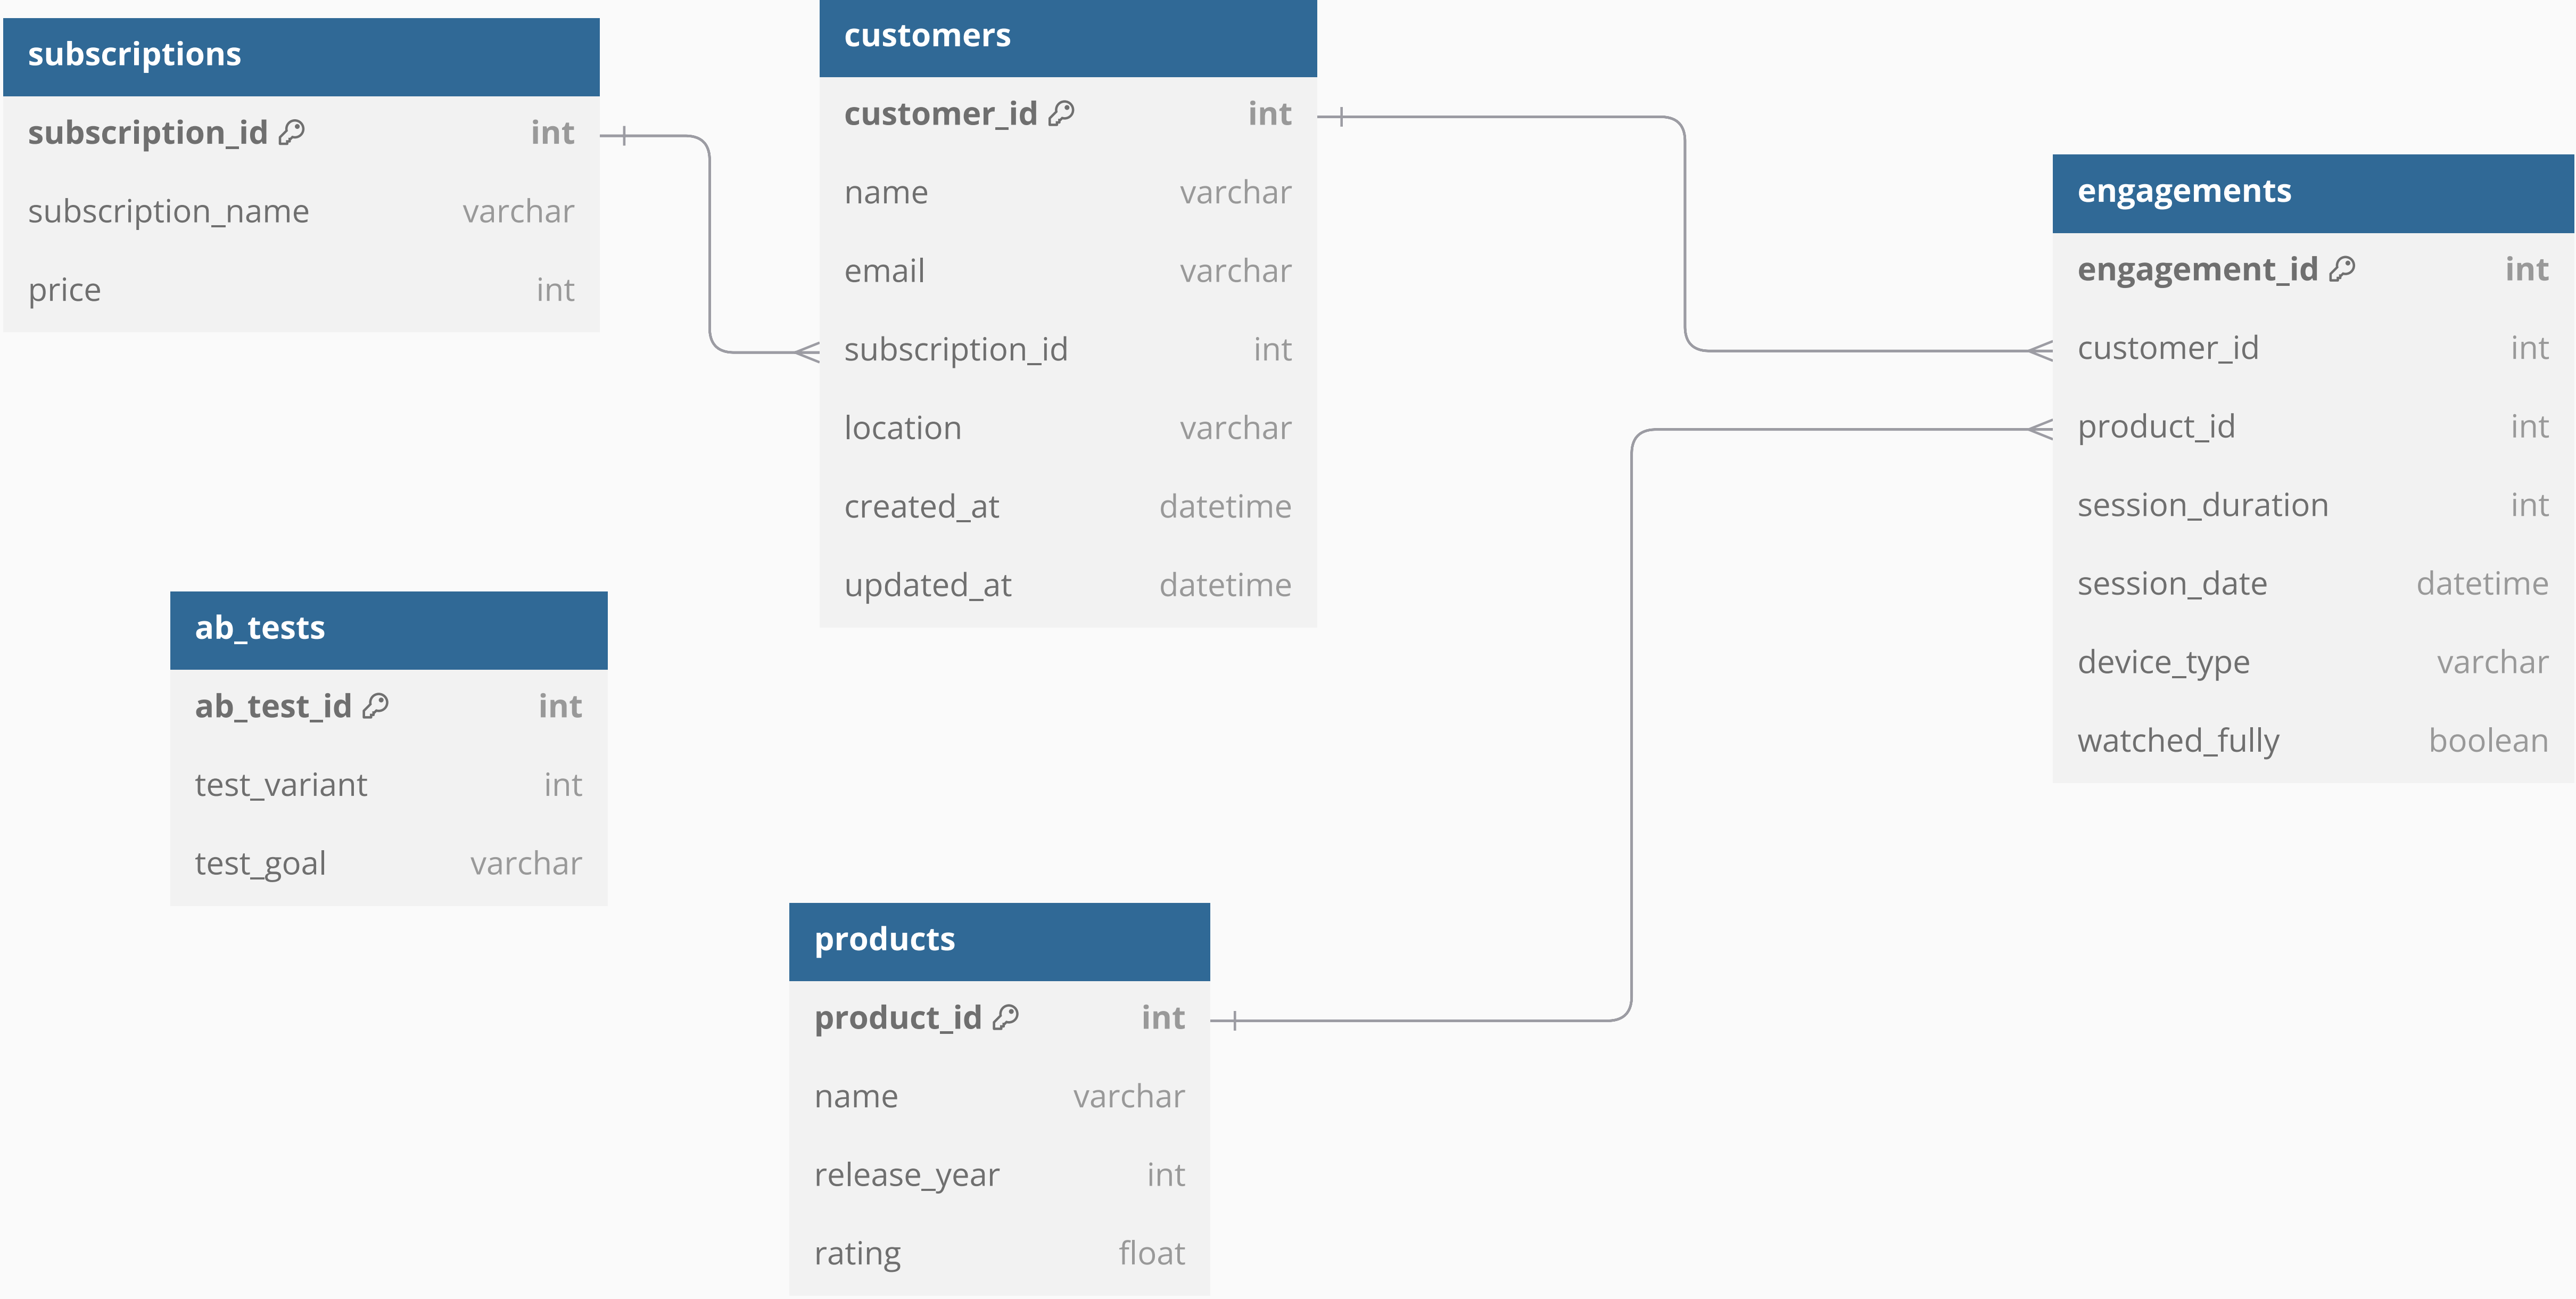 subscriptions
subscription_id int
subscription_name varchar
price int
customers
customer_id int
name varchar
email varchar
subscription_id int
location varchar
created_at datetime
updated_at datetime
engagements
engagement_id int
customer_id int
product_id int
session_duration int
session_date datetime
device_type varchar
watched_fully boolean
ab_tests
ab_test_id int
test_variant int
test_goal varchar
products
product_id int
name varchar
release_year int
rating float